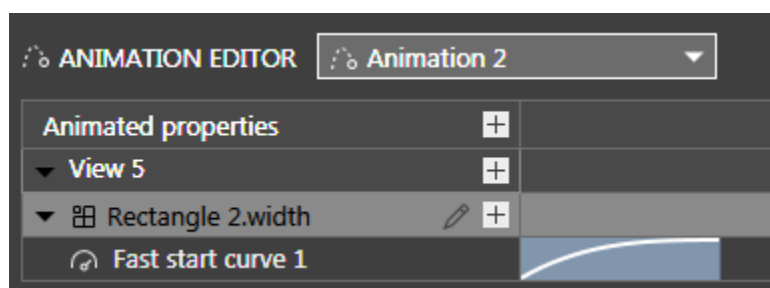 ANIMATION EDITOR Animation 2
Animated properties
View 5
Rectangle 2.width
Fast start curve 1